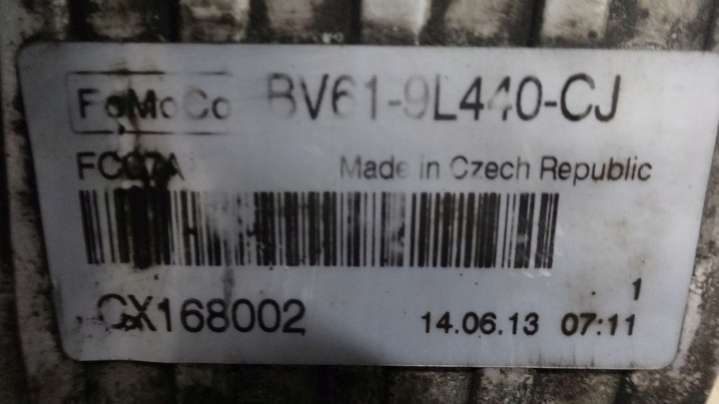 FoMoCo BV61-9L440-CJ
FC07A Made in Czech Republic
1
CX168002 14.06.13 07:11